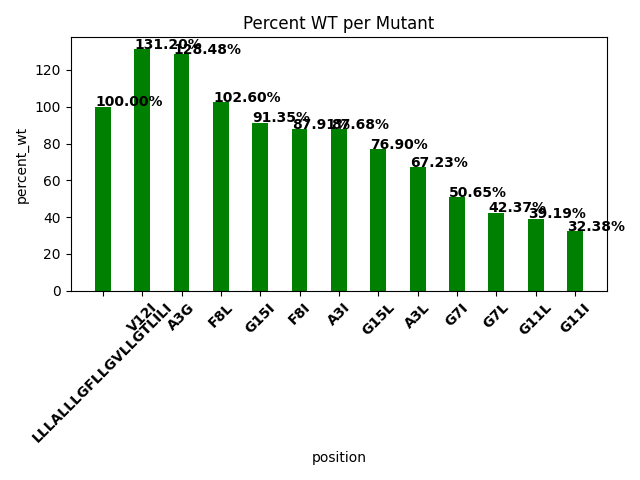 Percent WT per Mutant
percent_wt
120
100
80
60
40
20
0
100.00%
131.20%
128.48%
102.60%
91.35%
87.91%
87.68%
76.90%
67.23%
50.65%
42.37%
39.19%
32.38%
LLLALLLGFLLGVLLGTLILI
V12I
A3G
F8L
G15I
F8I
A3I
G15L
A3L
G7I
G7L
G11L
G11I
position